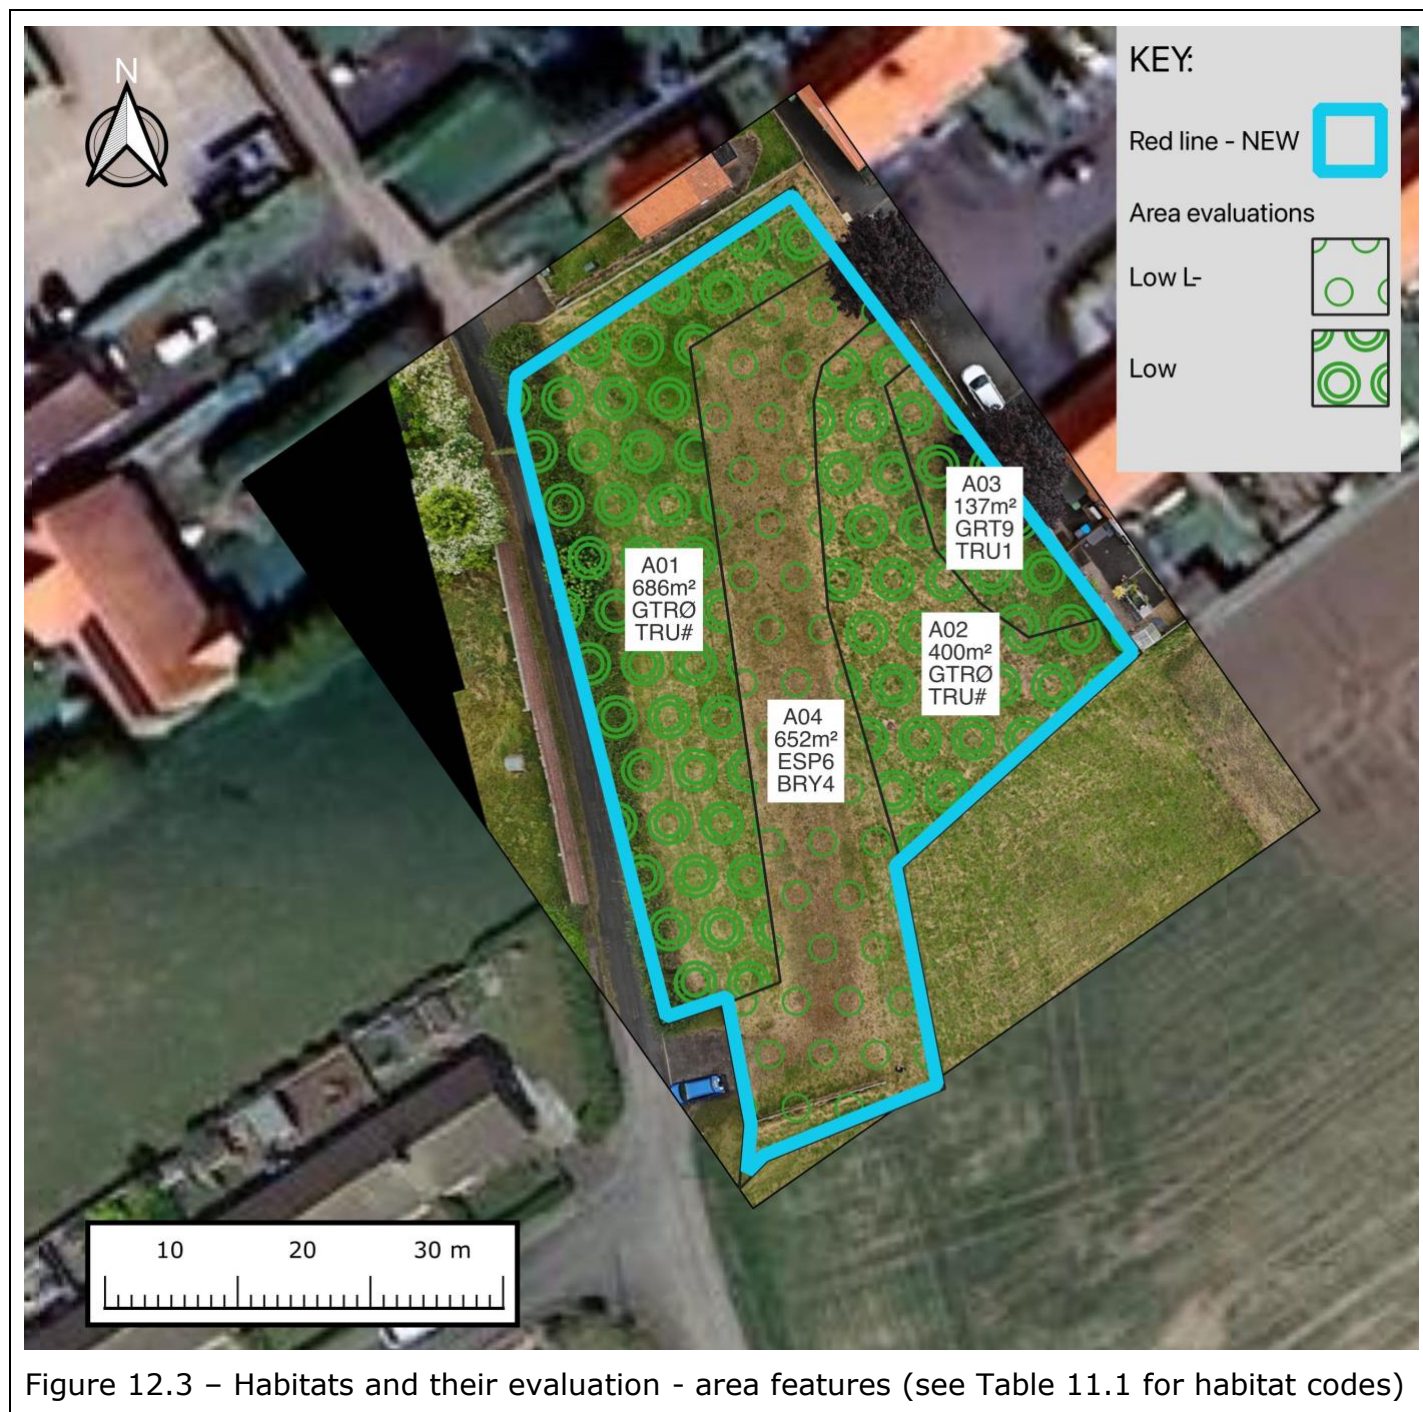 N
KEY:
Red line - NEW
Area evaluations
Low L-
Low
A03
137m²
GRT9
TRU1
A01
686m²
GTRØ
TRU#
A02
400m²
GTRØ
TRU#
A04
652m²
ESP6
BRY4
10 20 30 m
Figure 12.3 – Habitats and their evaluation - area features (see Table 11.1 for habitat codes)